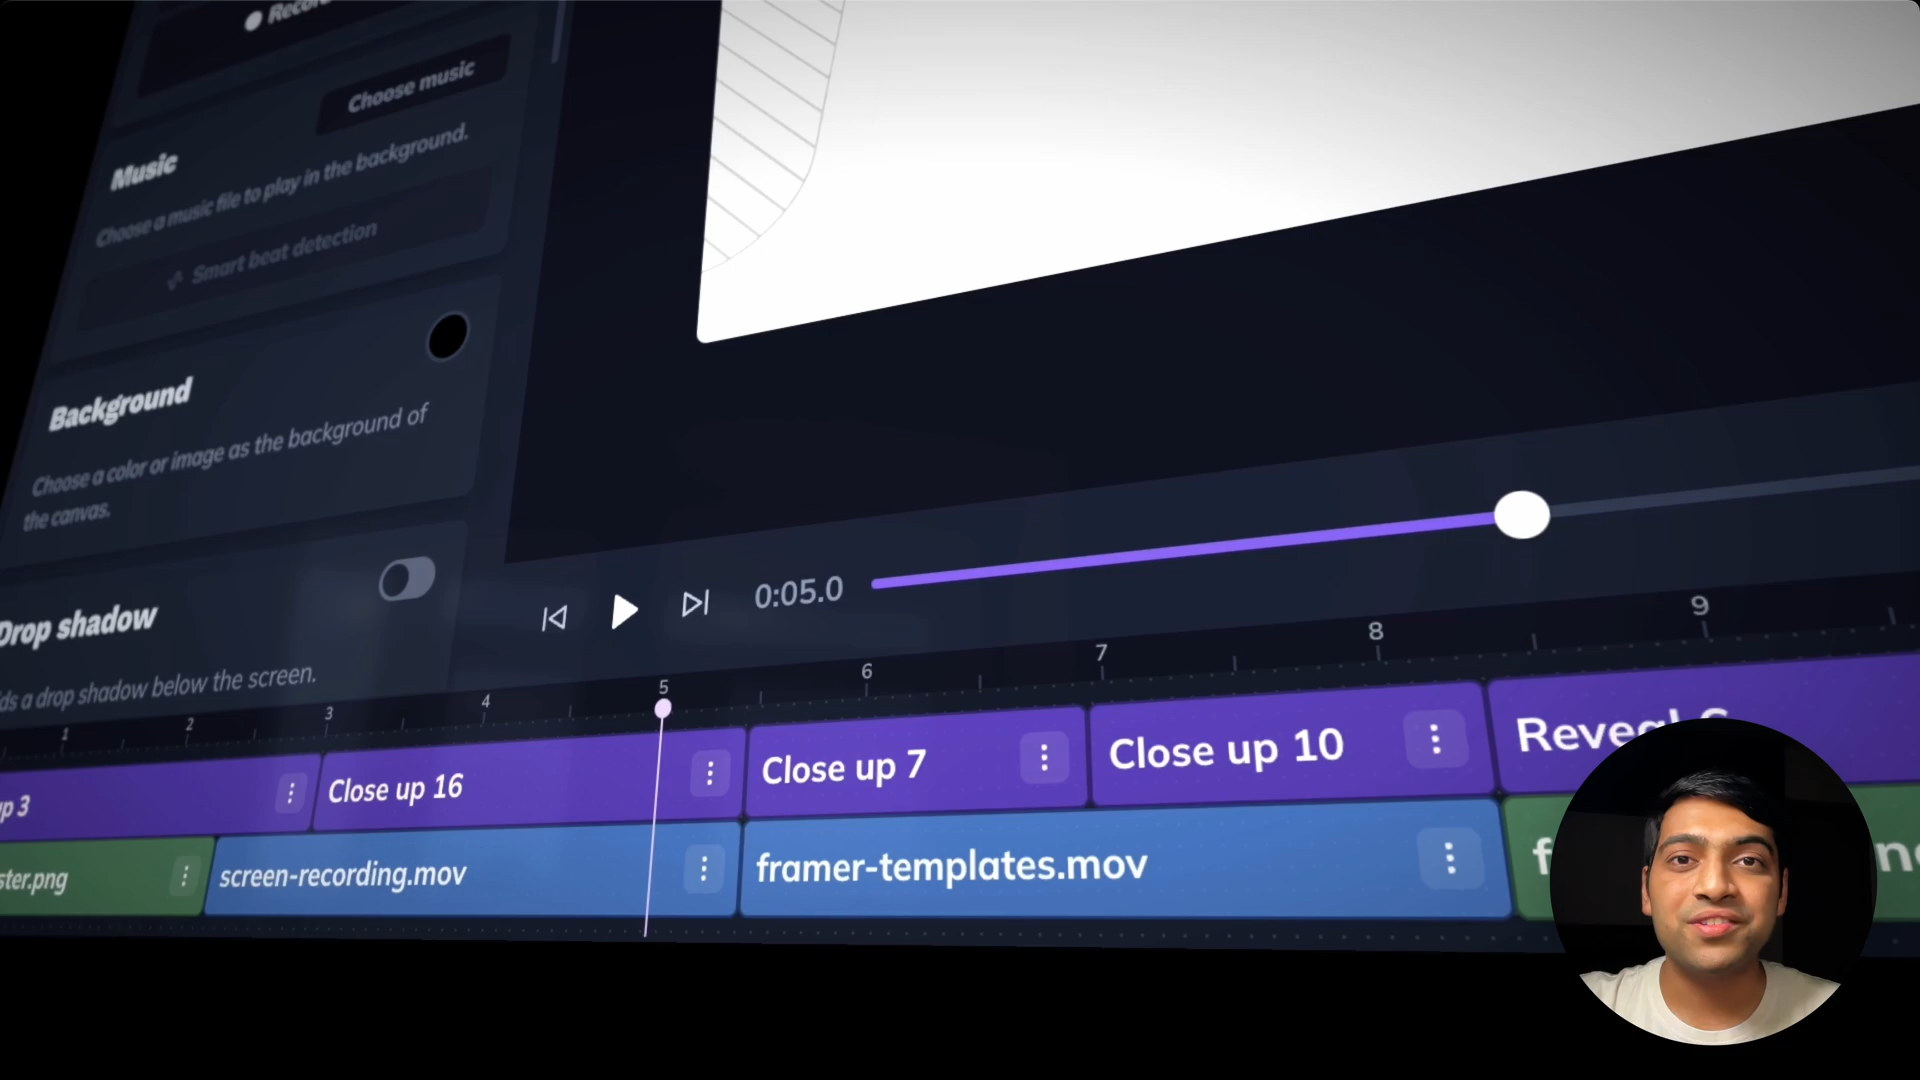 Choose music
Music
Choose a music file to play in the background.
Smart beat detection
Background
Choose a color or image as the background of
the canvas.
Drop shadow
a drop shadow below the screen.
0:05.0
1
2
3
4
5
6
7
8
9
3
Close up 16
Close up 7
Close up 10
screen-recording.mov
framer-templates.mov